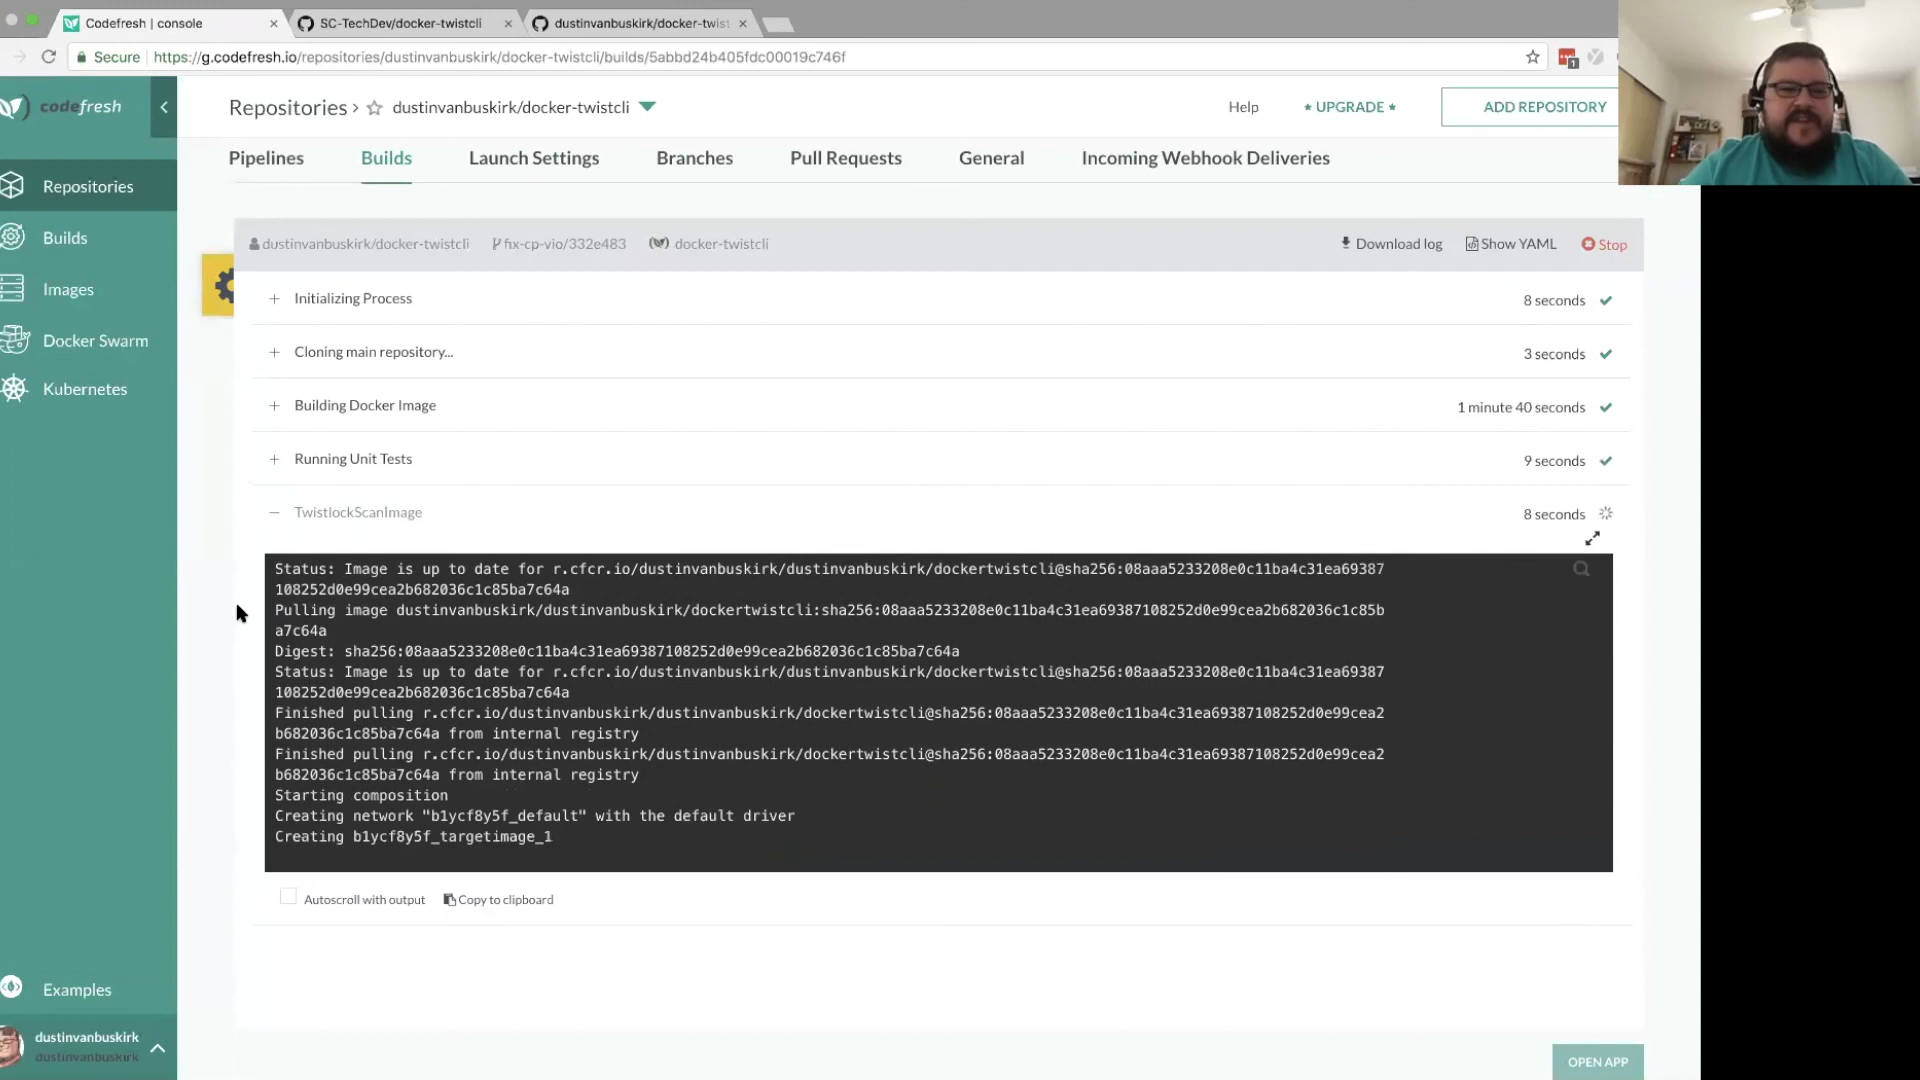 Codefresh | console
SC-TechDev/docker-twistcli
dustinvanbuskirk/docker-twist
Secure
https://g.codefresh.io/repositories/dustinvanbuskirk/docker-twistcli/builds/5abbd24b405fdc00019c746f
1
codefresh
Repositories
Builds
Images
Docker Swarm
Kubernetes
Examples
dustinvanbuskirk
dustinvanbuskirk
Repositories > dustinvanbuskirk/docker-twistcli
Help
UPGRADE
ADD REPOSITORY
Pipelines
Builds
Launch Settings
Branches
Pull Requests
General
Incoming Webhook Deliveries
dustinvanbuskirk/docker-twistcli
fix-cp-vio/332e483
docker-twistcli
Download log
Show YAML
Stop
Initializing Process
8 seconds
Cloning main repository...
3 seconds
Building Docker Image
1 minute 40 seconds
Running Unit Tests
9 seconds
TwistlockScanImage
8 seconds
Status: Image is up to date for r.cfcr.io/dustinvanbuskirk/dustinvanbuskirk/dockertwistcli@sha256:08aaa5233208e0c11ba4c31ea69387
108252d0e99cea2b682036c1c85ba7c64a
Pulling image dustinvanbuskirk/dustinvanbuskirk/dockertwistcli:sha256:08aaa5233208e0c11ba4c31ea69387108252d0e99cea2b682036c1c85b
a7c64a
Digest: sha256:08aaa5233208e0c11ba4c31ea69387108252d0e99cea2b682036c1c85ba7c64a
Status: Image is up to date for r.cfcr.io/dustinvanbuskirk/dustinvanbuskirk/dockertwistcli@sha256:08aaa5233208e0c11ba4c31ea69387
108252d0e99cea2b682036c1c85ba7c64a
Finished pulling r.cfcr.io/dustinvanbuskirk/dustinvanbuskirk/dockertwistcli@sha256:08aaa5233208e0c11ba4c31ea69387108252d0e99cea2
b682036c1c85ba7c64a from internal registry
Finished pulling r.cfcr.io/dustinvanbuskirk/dustinvanbuskirk/dockertwistcli@sha256:08aaa5233208e0c11ba4c31ea69387108252d0e99cea2
b682036c1c85ba7c64a from internal registry
Starting composition
Creating network "b1ycf8y5f_default" with the default driver
Creating b1ycf8y5f_targetimage_1
Autoscroll with output
Copy to clipboard
OPEN APP